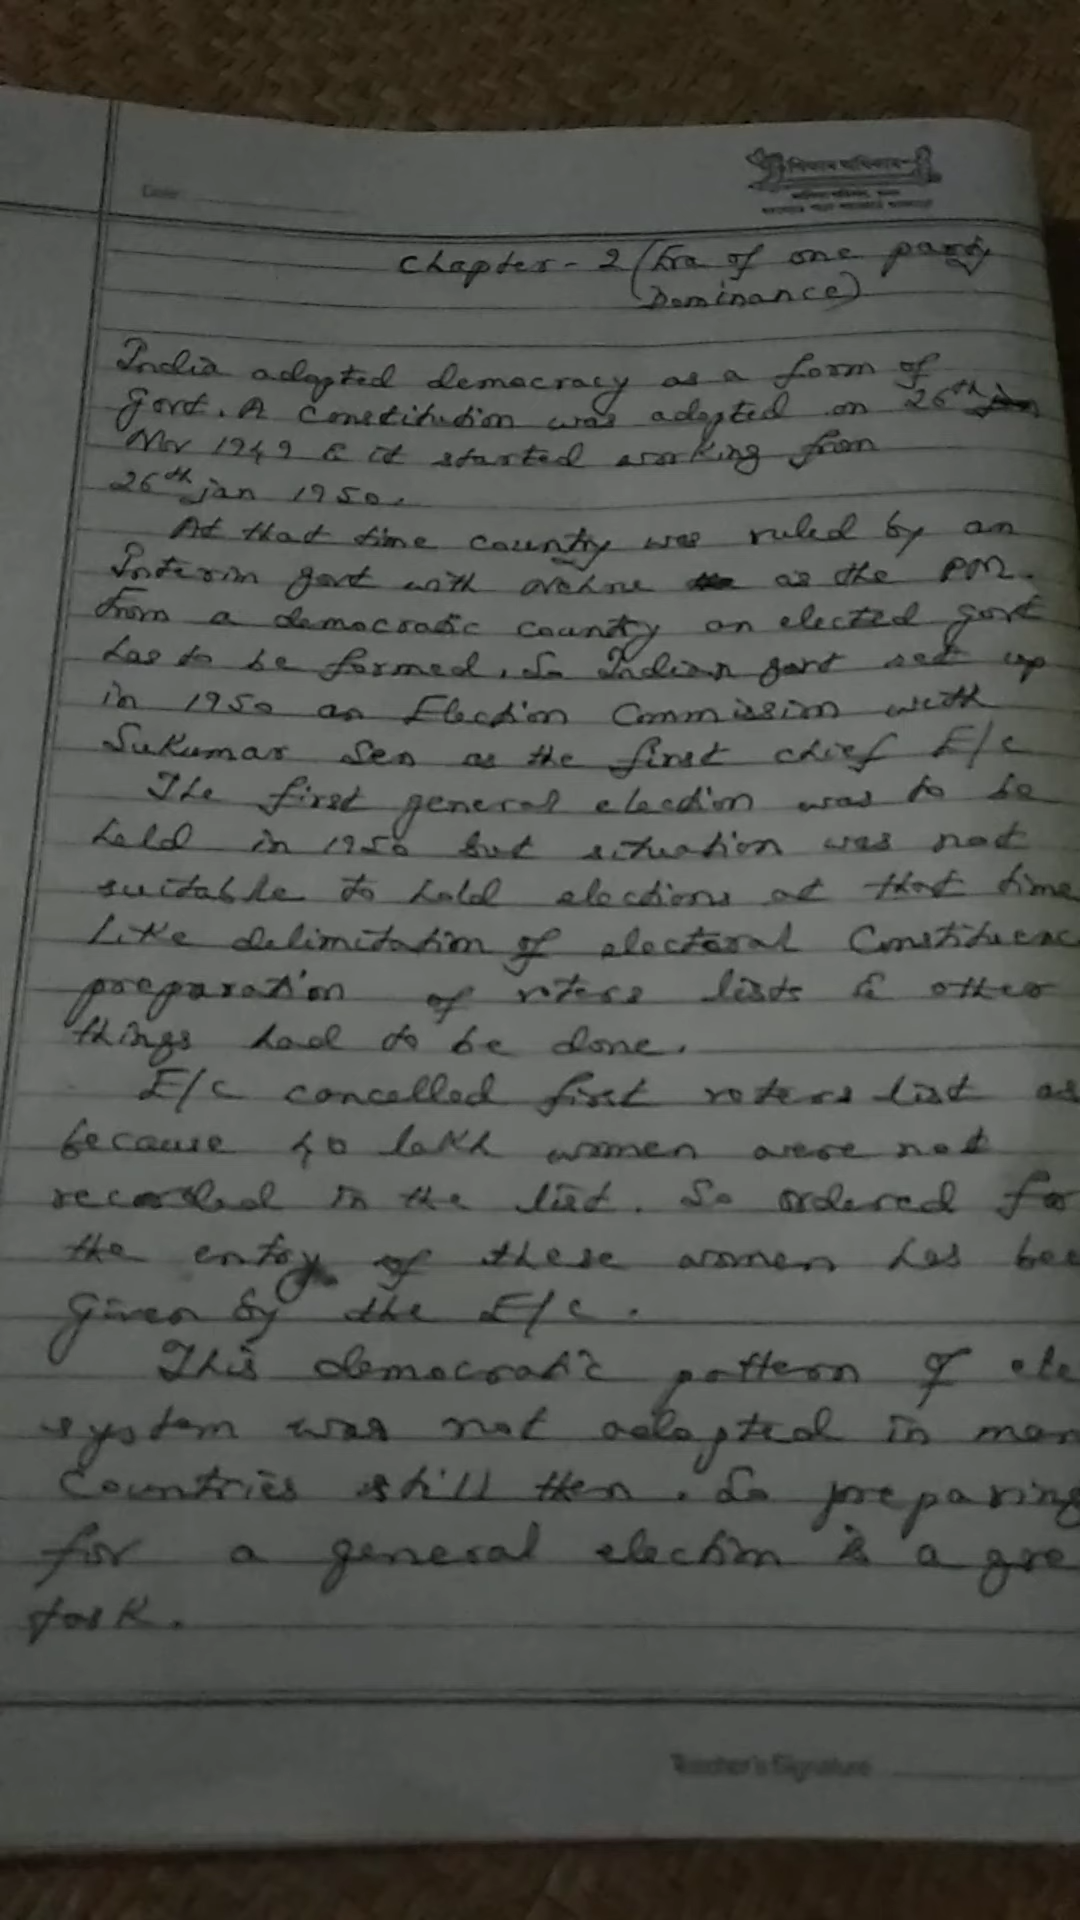 Date
শিক্ষার অধিকার
Chapter - 2 (Era of one party
Dominance)
India adopted democracy as a form of
Govt. A constitution was adopted on 26th
Nov 1949 & it started working from
26th jan 1950.
At that time country was ruled by an
Interim govt with Nehru as the PM.
From a democratic country an elected govt
has to be formed. So Indian govt set up
in 1950 an Election Commission with
Sukumar Sen as the first chief E/c
The first general election was to be
held in 1950 but situation was not
suitable to hold elections at that time
Like delimitation of electoral Constituenc
preparation of voters lists & other
things had to be done.
E/c cancelled first voters list as
because 40 lakh women were not
recorded in the list. So ordered for
the entry of these women has bee
given by the E/c.
This democratic pattern of ele
system was not adopted in man
Countries still then. So preparing
for a general election is a gre
task.
Teacher's Signature